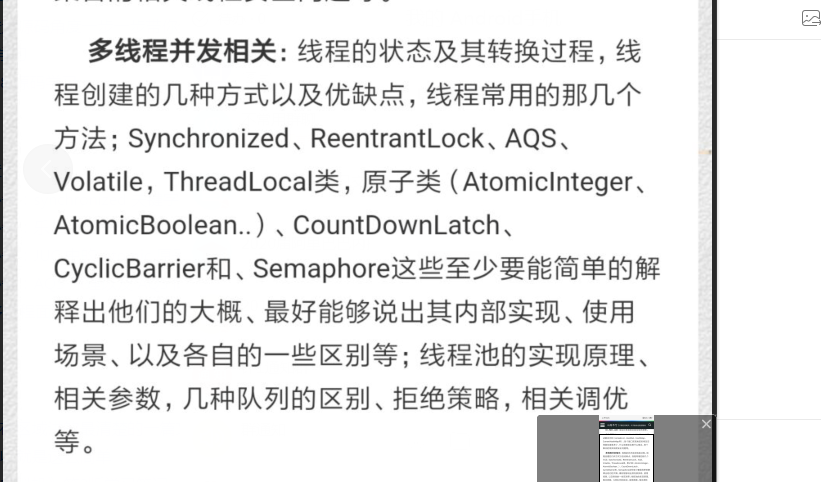 多线程并发相关：线程的状态及其转换过程，线
程创建的几种方式以及优缺点，线程常用的那几个
方法；Synchronized、ReentrantLock、AQS、
Volatile，ThreadLocal类，原子类（AtomicInteger、
AtomicBoolean..）、CountDownLatch、
CyclicBarrier和、Semaphore这些至少要能简单的解
释出他们的大概、最好能够说出其内部实现、使用
场景、以及各自的一些区别等；线程池的实现原理、
相关参数，几种队列的区别、拒绝策略，相关调优
等。